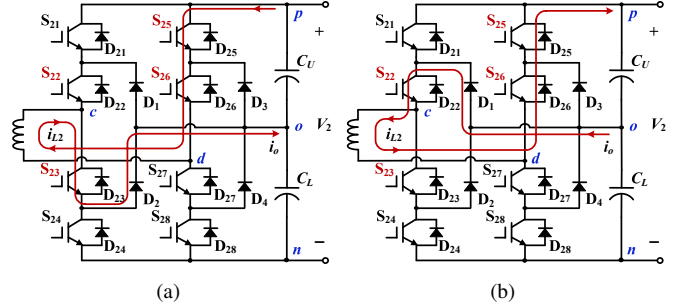 S21 D21 S25 D25 p +
S22 D22 D1 S26 D26 D3 CU
c iL2 d o V2 io
S23 D23 D2 S27 D27 D4 CL
S24 D24 S28 D28 n −
(a)
S21 D21 S25 D25 p +
S22 D22 D1 S26 D26 D3 CU
c iL2 d o V2 io
S23 D23 D2 S27 D27 D4 CL
S24 D24 S28 D28 n −
(b)